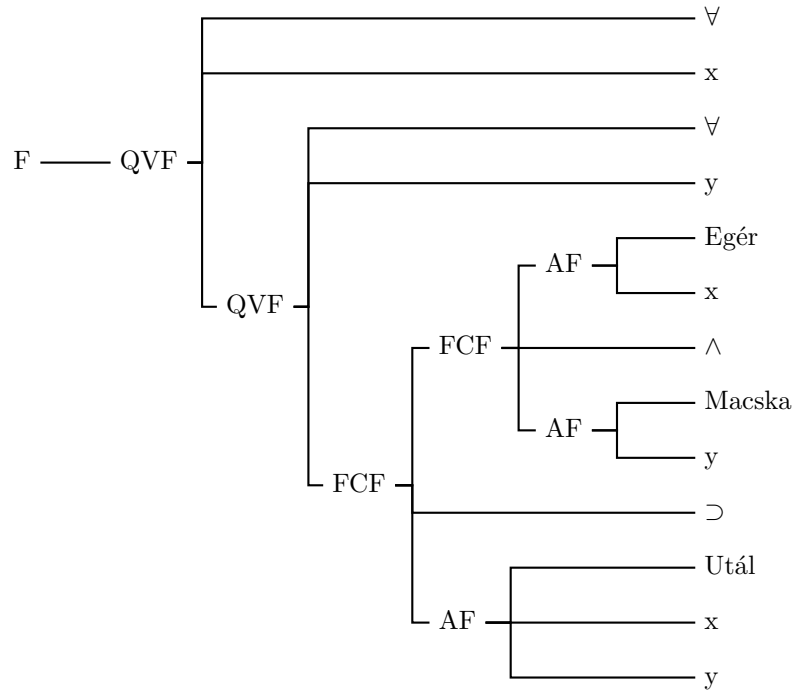 ∀
x
∀
F QVF
y
Egér
AF
x
QVF
FCF ∧
Macska
AF
y
FCF
⊃
Utál
AF x
y